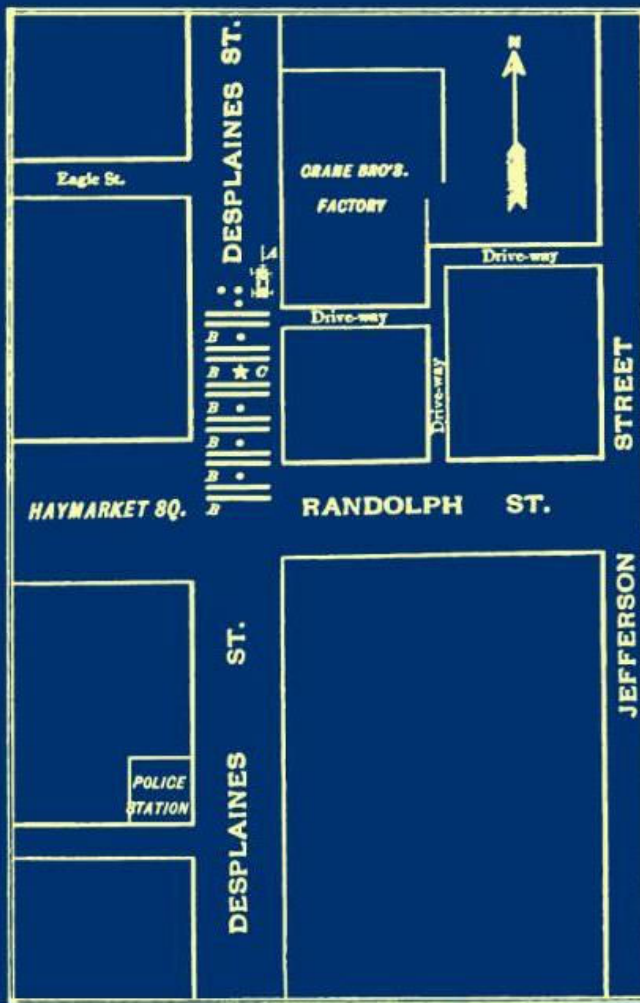 DESPLAINES ST.
N
Eagle St.
CRANE BRO'S.
FACTORY
A
Drive-way
Drive-way
B
B C
Drive-way
STREET
B
B
B
HAYMARKET SQ.
B
RANDOLPH ST.
JEFFERSON
DESPLAINES ST.
POLICE
STATION